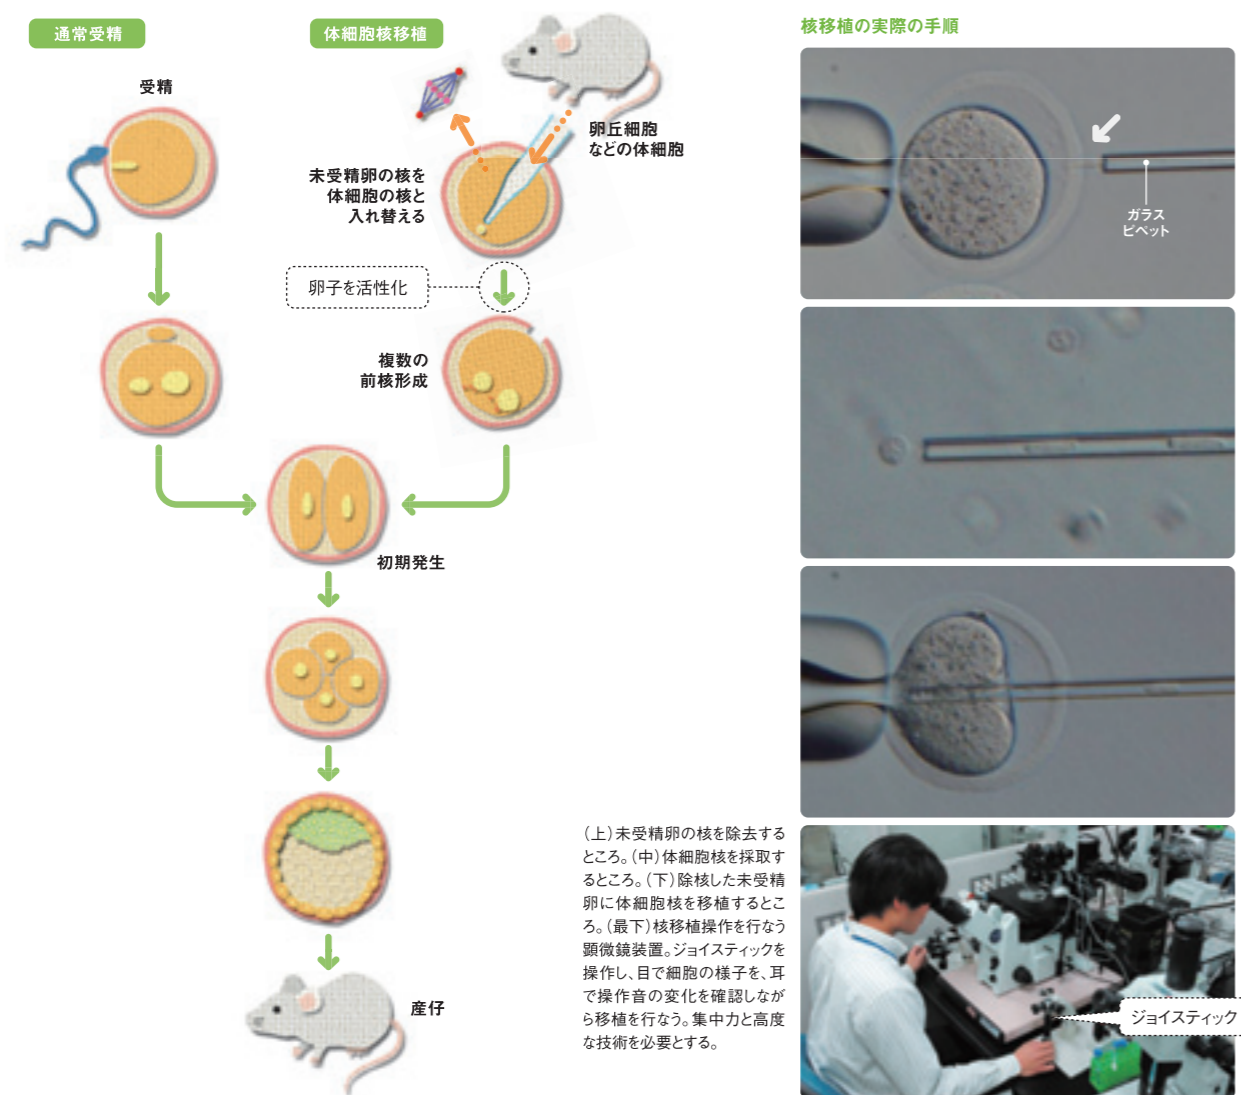 通常受精
受精
体細胞核移植
卵丘細胞
などの体細胞
未受精卵の核を
体細胞の核と
入れ替える
卵子を活性化
複数の
前核形成
初期発生
産仔
核移植の実際の手順
ガラス
ピペット
（上）未受精卵の核を除去する
ところ。（中）体細胞核を採取す
るところ。（下）除核した未受精
卵に体細胞核を移植するとこ
ろ。（最下）核移植操作を行なう
顕微鏡装置。ジョイスティックを
操作し、目で細胞の様子を、耳
で操作音の変化を確認しなが
ら移植を行なう。集中力と高度
な技術を必要とする。
ジョイスティック